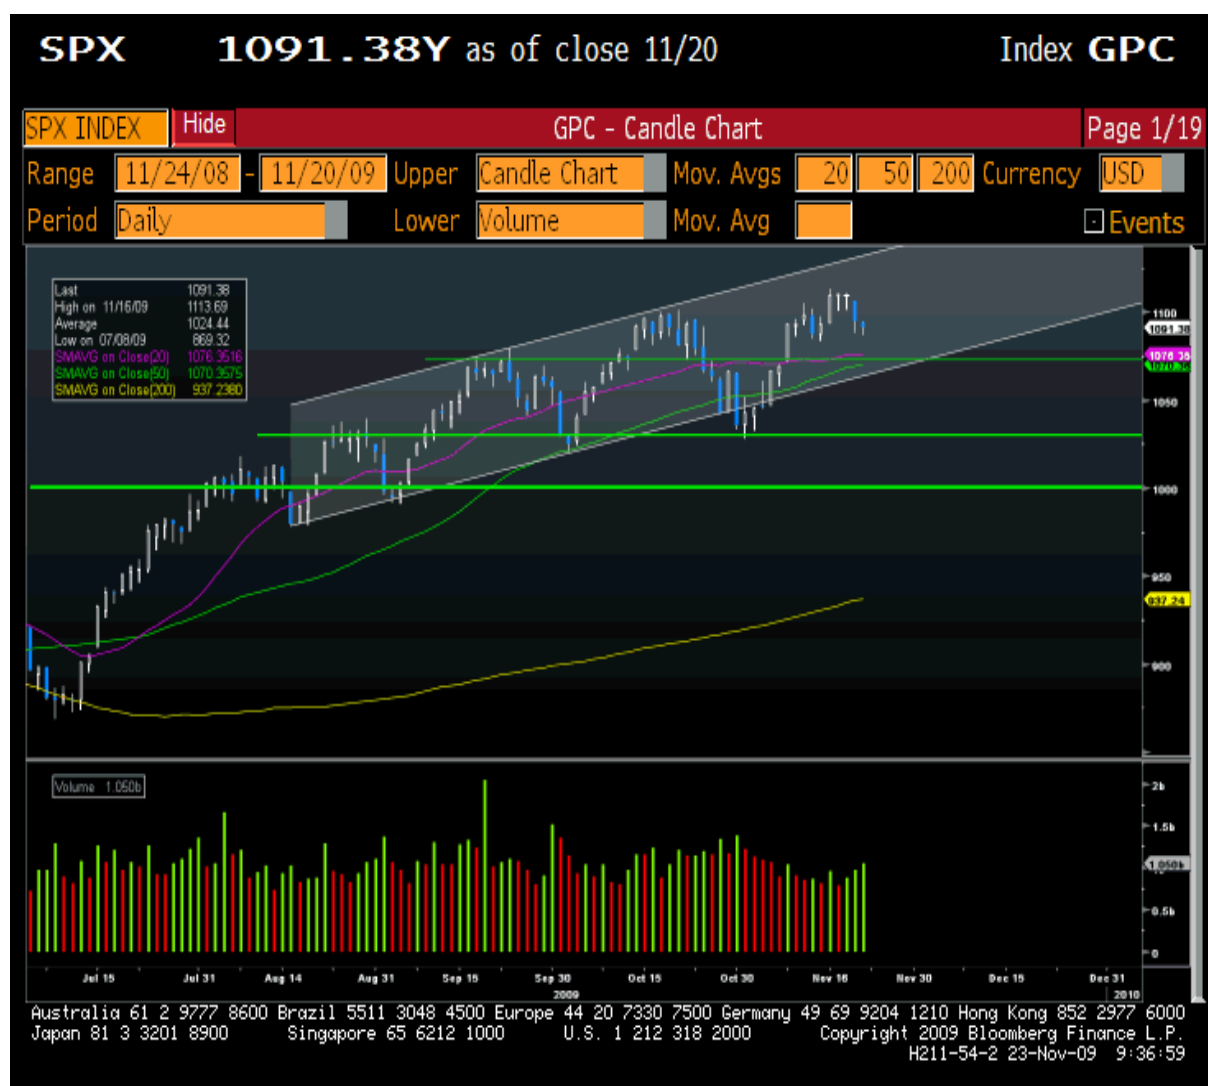 SPX 1091.38Y as of close 11/20 Index GPC
SPX INDEX Hide GPC - Candle Chart Page 1/19
Range 11/24/08 - 11/20/09 Upper Candle Chart Mov. Avgs 20 50 200 Currency USD
Period Daily Lower Volume Mov. Avg Events
Last 1091.38
High on 11/16/09 1113.69
Average 1024.44
Low on 07/08/09 869.32
SMAVG on Close(20) 1076.3516
SMAVG on Close(50) 1070.3575
SMAVG on Close(200) 937.2380
1100
1091.38
1076.35
1070.36
1050
1000
950
937.24
900
Volume 1.050b
2b
1.5b
1.050b
0.5b
0
Jul 15 Jul 31 Aug 14 Aug 31 Sep 15 Sep 30 Oct 15 Oct 30 Nov 16 Nov 30 Dec 15 Dec 31
2009 2010
Australia 61 2 9777 8600 Brazil 5511 3048 4500 Europe 44 20 7330 7500 Germany 49 69 9204 1210 Hong Kong 852 2977 6000
Japan 81 3 3201 8900 Singapore 65 6212 1000 U.S. 1 212 318 2000 Copyright 2009 Bloomberg Finance L.P.
H211-54-2 23-Nov-09 9:36:59